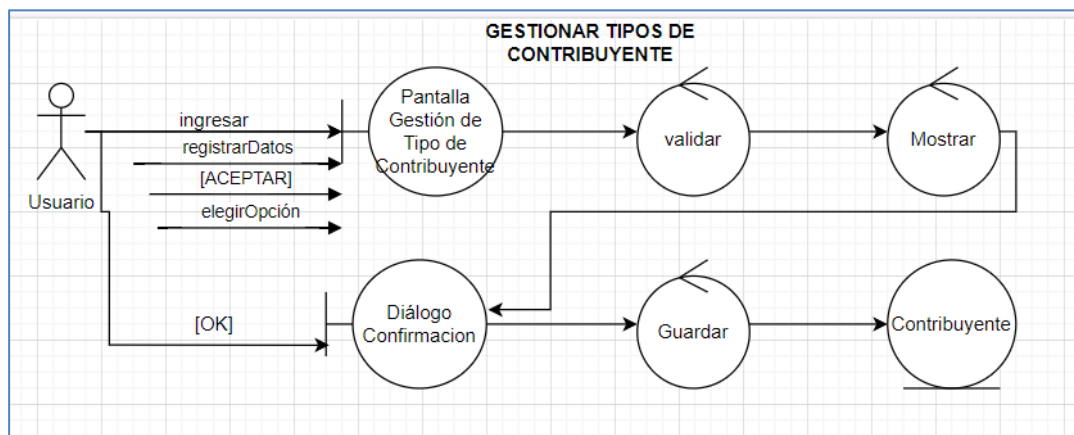 GESTIONAR TIPOS DE
CONTRIBUYENTE
Usuario
ingresar
registrarDatos
[ACEPTAR]
elegirOpción
Pantalla
Gestión de
Tipo de
Contribuyente
validar
Mostrar
[OK]
Diálogo
Confirmacion
Guardar
Contribuyente